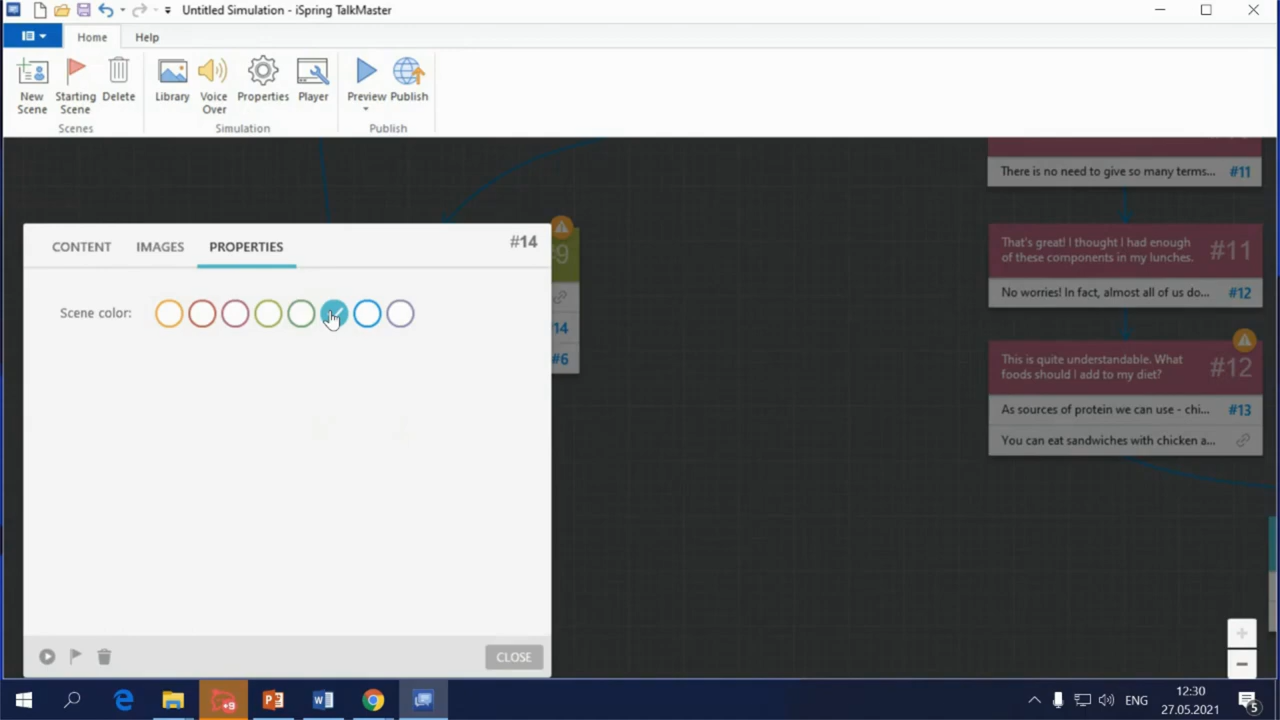 Untitled Simulation - iSpring TalkMaster
Home
Help
New Scene
Starting Scene
Delete
Library
Voice Over
Properties
Player
Preview
Publish
Scenes
Simulation
Publish
There is no need to give so many terms...
#11
CONTENT
IMAGES
PROPERTIES
#14
Scene color:
14
#6
That's great! I thought I had enough
of these components in my lunches.
#11
No worries! In fact, almost all of us do...
#12
This is quite understandable. What
foods should I add to my diet?
#12
As sources of protein we can use - chi...
#13
You can eat sandwiches with chicken a...
CLOSE
+9
ENG
12:30
27.05.2021
5